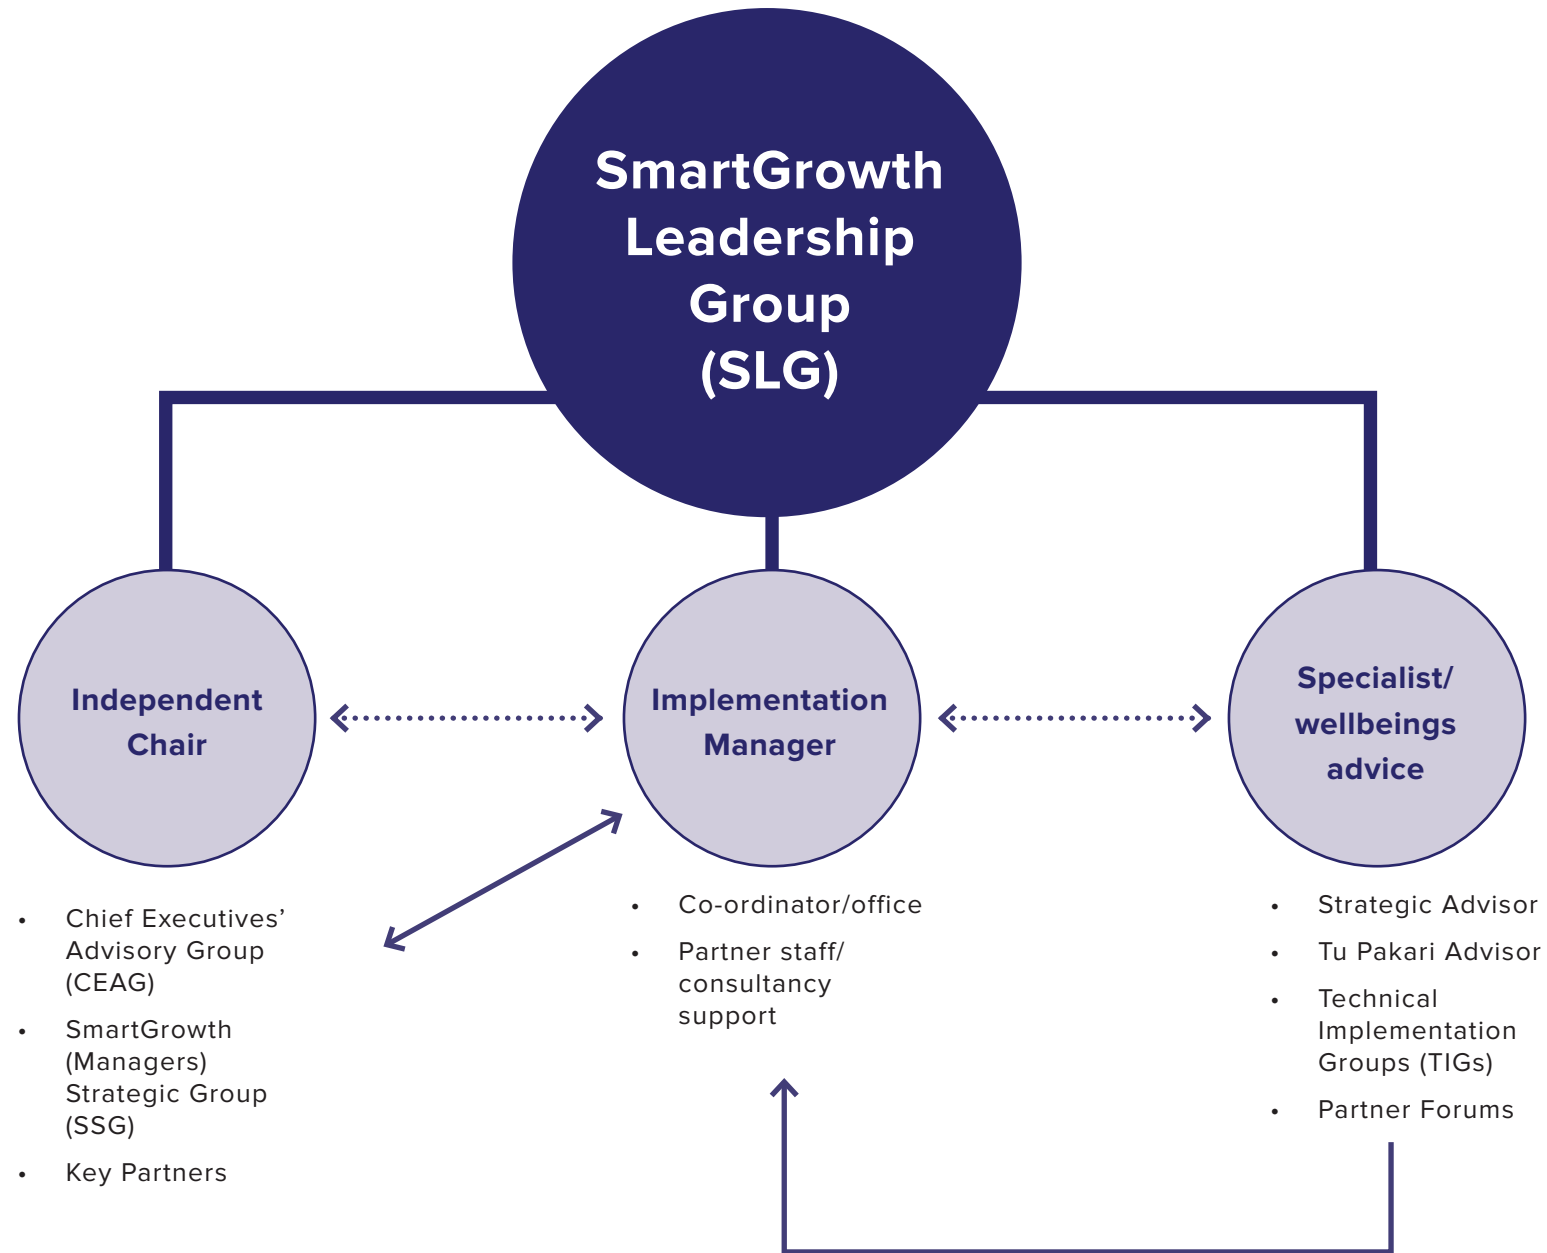 SmartGrowth
Leadership
Group
(SLG)
Independent
Chair
Implementation
Manager
Specialist/
wellbeings
advice
• Chief Executives’
Advisory Group
(CEAG)
• SmartGrowth
(Managers)
Strategic Group
(SSG)
• Key Partners
• Co-ordinator/office
• Partner staff/
consultancy
support
• Strategic Advisor
• Tu Pakari Advisor
• Technical
Implementation
Groups (TIGs)
• Partner Forums